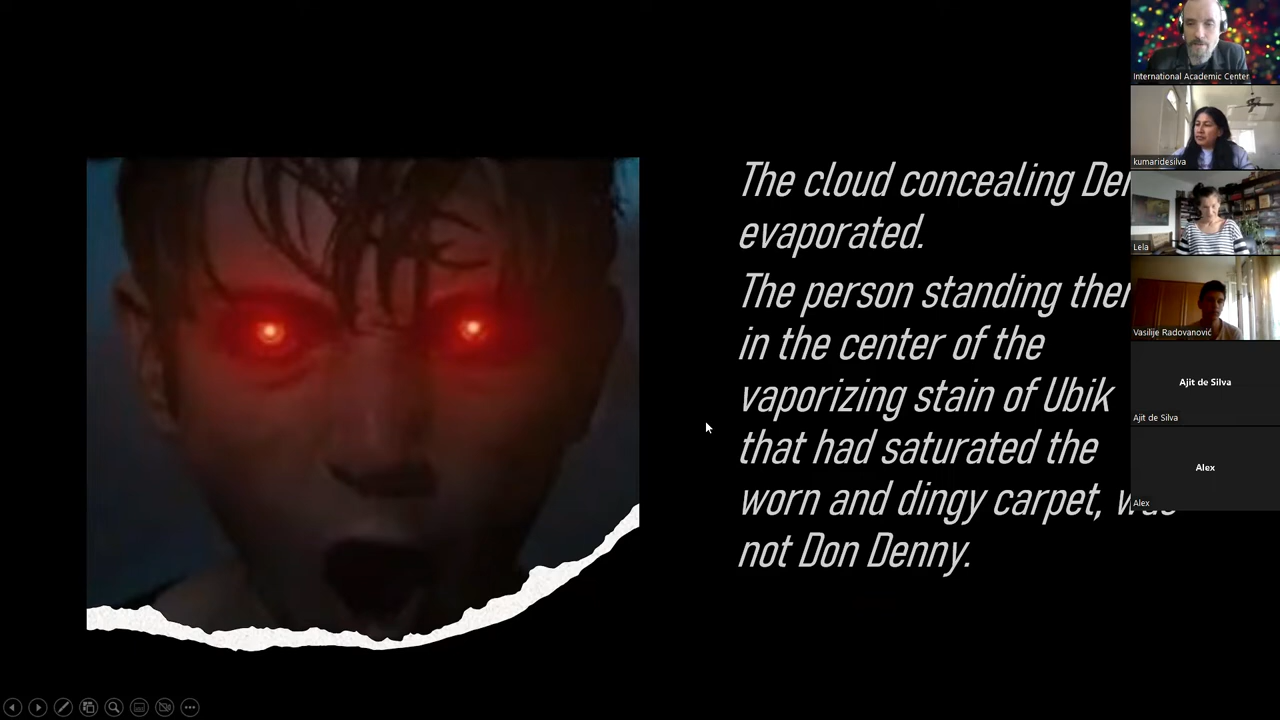 The cloud concealing
evaporated.
The person standing
in the center of the
vaporizing stain of Ubik
that had saturated the
worn and dingy carpet,
not Don Denny.
International Academic Center
kumaridesilva
Lela
Vasilije Radovanović
Ajit de Silva
Ajit de Silva
Alex
Alex